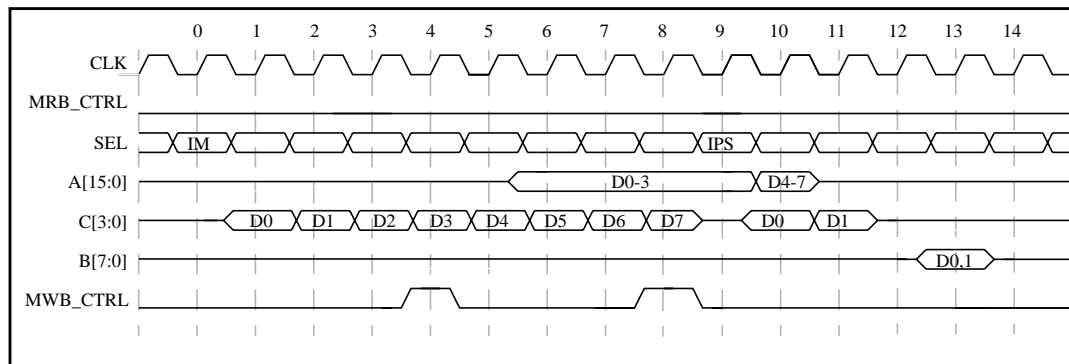 0 1 2 3 4 5 6 7 8 9 10 11 12 13 14
CLK
MRB_CTRL
SEL IM IPS
A[15:0] D0-3 D4-7
C[3:0] D0 D1 D2 D3 D4 D5 D6 D7 D0 D1
B[7:0] D0,1
MWB_CTRL